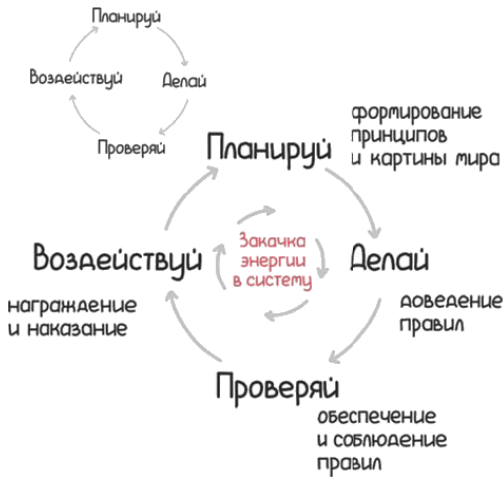 Планируй
Воздействуй
Делай
Проверяй
Планируй
формирование
принципов
и картины мира
Закачка
энергии
в систему
Воздействуй
Делай
награждение
и наказание
доведение
правил
Проверяй
обеспечение
и соблюдение
правил